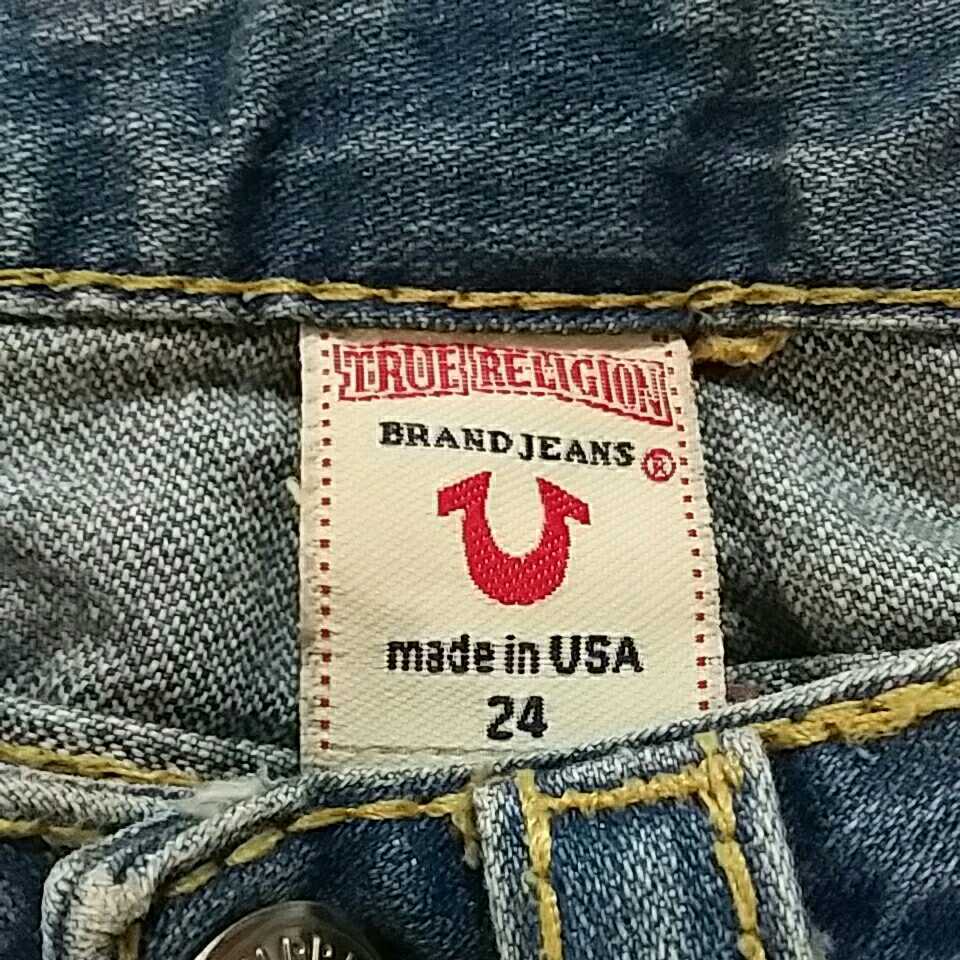 TRUE RELIGION
BRAND JEANS ®
made in USA
24